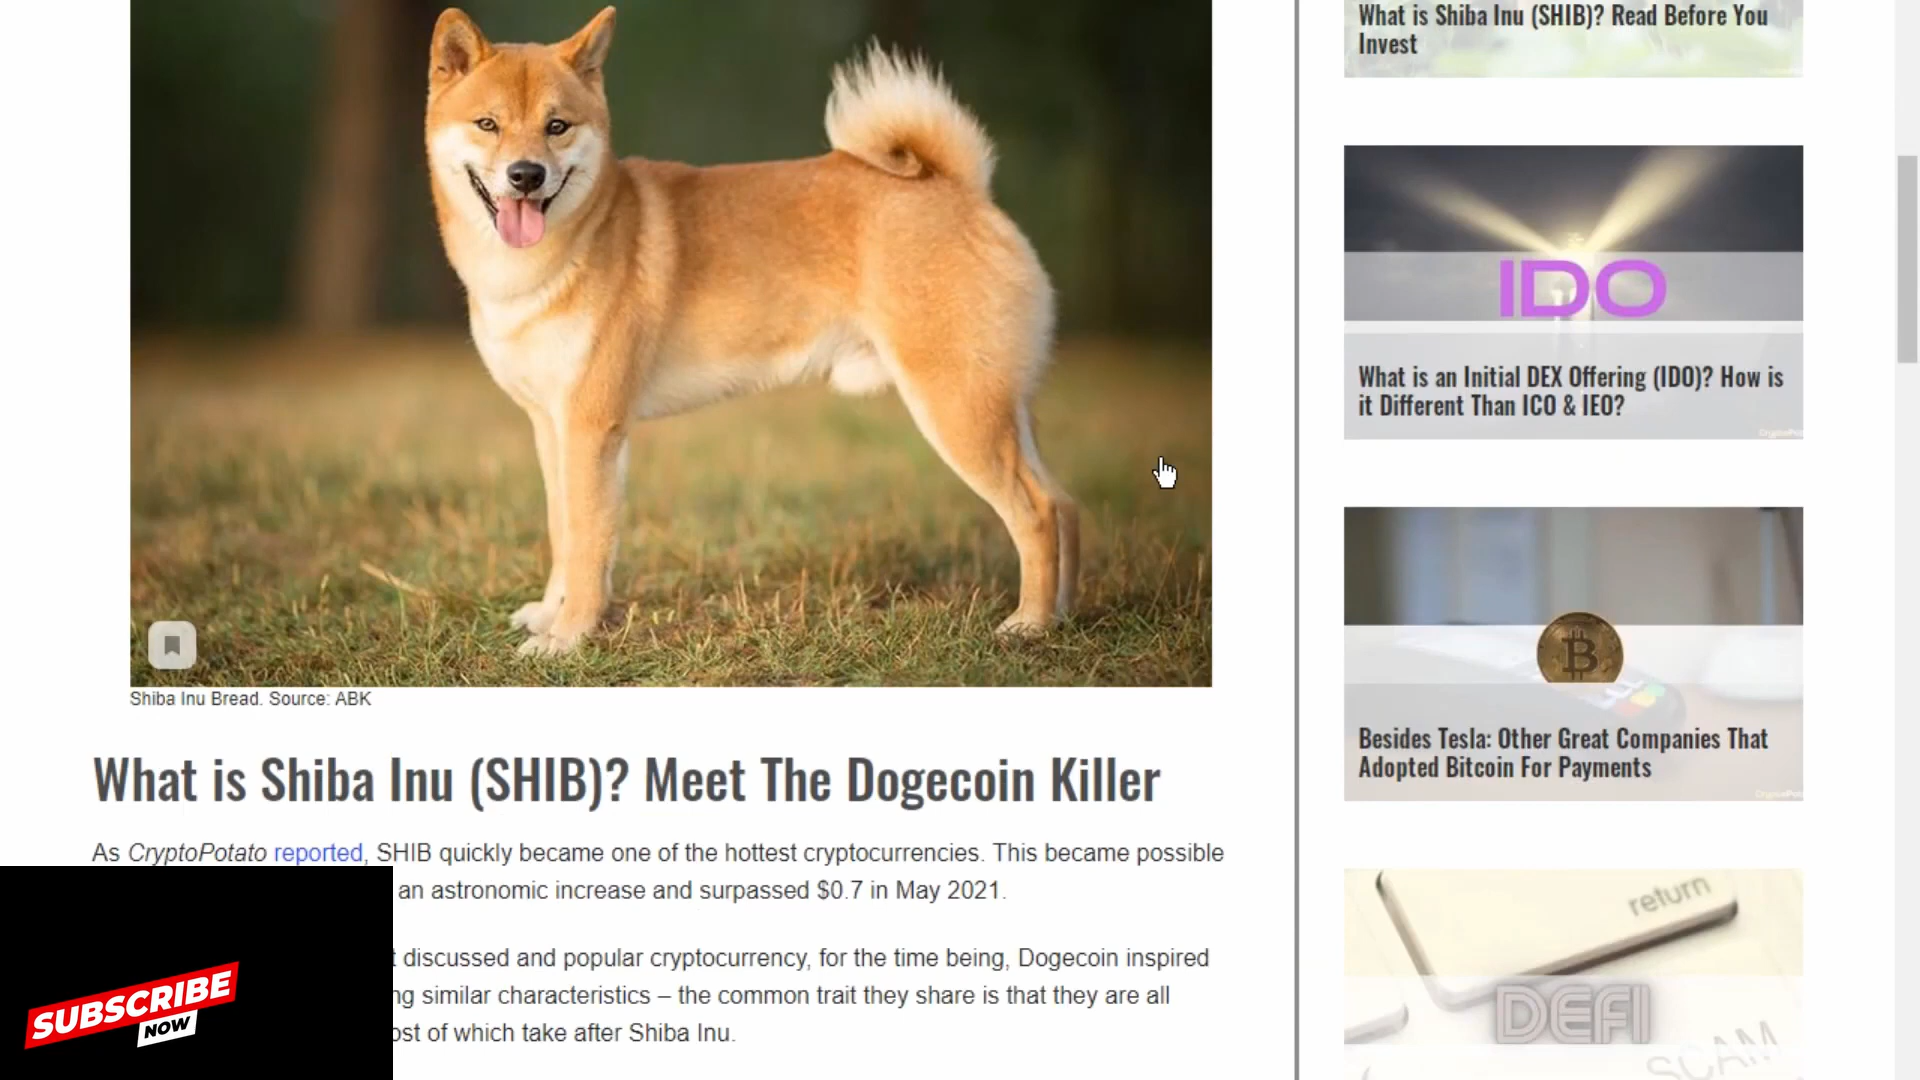 Shiba Inu Bread. Source: ABK
What is Shiba Inu (SHIB)? Meet The Dogecoin Killer
As CryptoPotato reported, SHIB quickly became one of the hottest cryptocurrencies. This became possible
an astronomic increase and surpassed $0.7 in May 2021.
discussed and popular cryptocurrency, for the time being, Dogecoin inspired
ng similar characteristics – the common trait they share is that they are all
ost of which take after Shiba Inu.
SUBSCRIBE
NOW
What is Shiba Inu (SHIB)? Read Before You
Invest
IDO
What is an Initial DEX Offering (IDO)? How is
it Different Than ICO & IEO?
Besides Tesla: Other Great Companies That
Adopted Bitcoin For Payments
return
DEFI
SCAM